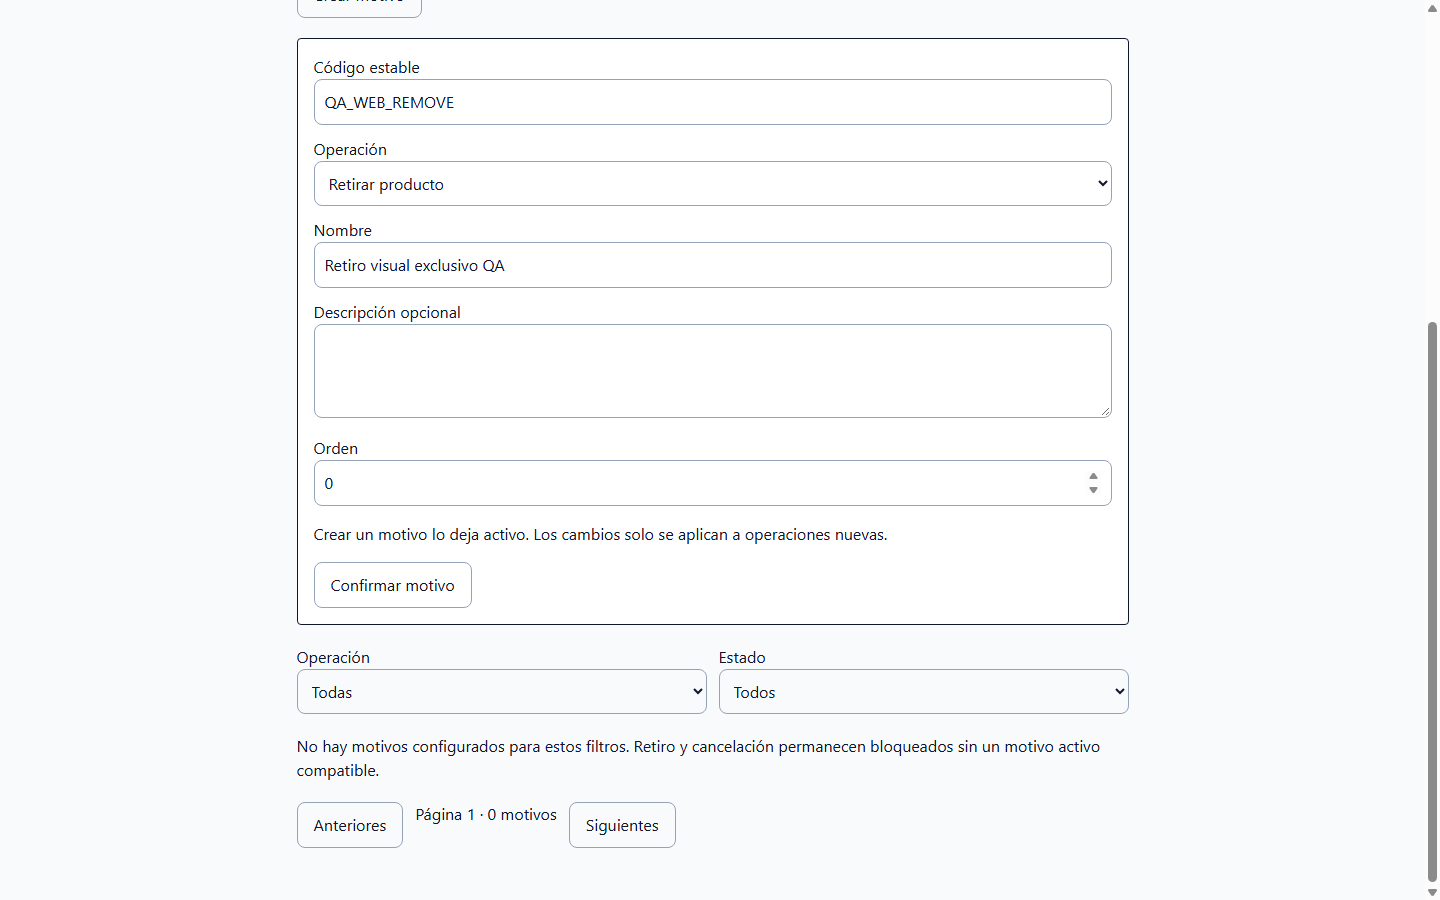 Código estable
QA_WEB_REMOVE
Operación
Retirar producto
Nombre
Retiro visual exclusivo QA
Descripción opcional
Orden
0
Crear un motivo lo deja activo. Los cambios solo se aplican a operaciones nuevas.
Confirmar motivo
Operación
Estado
Todas
Todos
No hay motivos configurados para estos filtros. Retiro y cancelación permanecen bloqueados sin un motivo activo
compatible.
Anteriores
Página 1 · 0 motivos
Siguientes